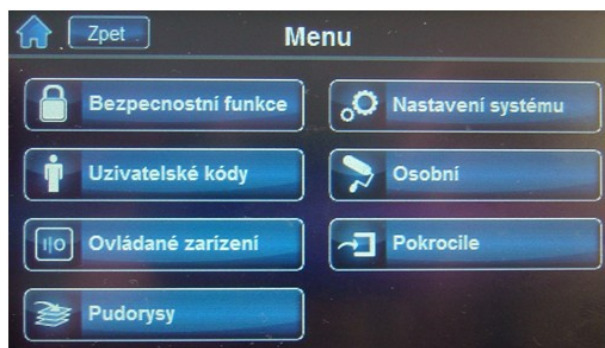 Zpet
Menu
Bezpecnostní funkce
Nastavení systému
Uzivatelské kódy
Osobní
Ovládané zarízení
Pokrocile
Pudorysy